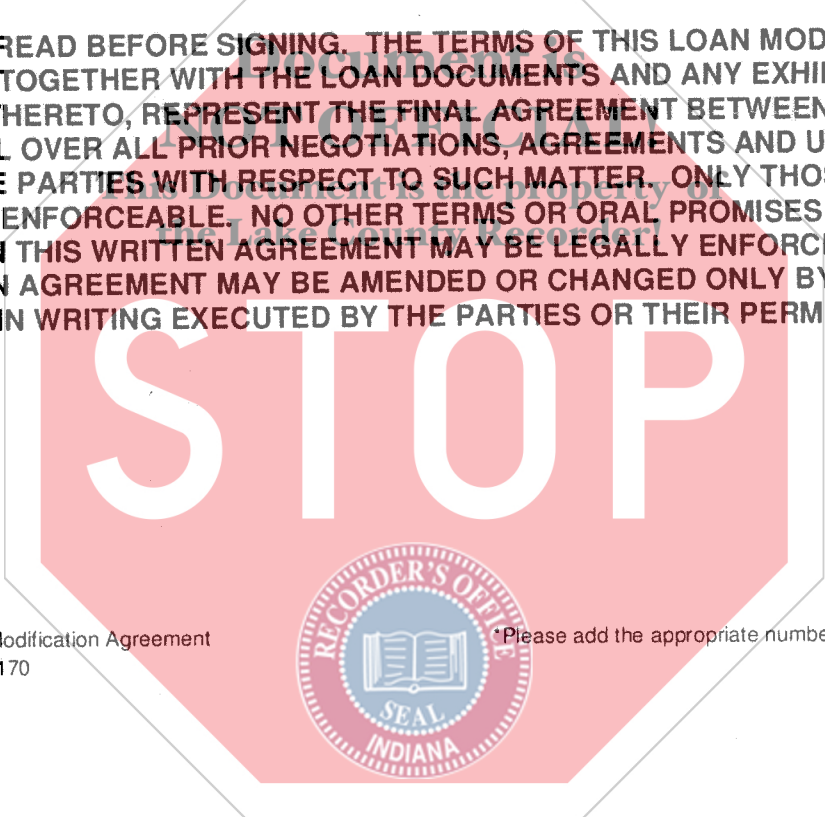 READ BEFORE SIGNING. THE TERMS OF THIS LOAN MOD
TOGETHER WITH THE LOAN DOCUMENTS AND ANY EXHI
HERETO, REPRESENT THE FINAL AGREEMENT BETWEEN
L OVER ALL PRIOR NEGOTIATIONS, AGREEMENTS AND U
E PARTIES WITH RESPECT TO SUCH MATTER. ONLY THOS
ENFORCEABLE. NO OTHER TERMS OR ORAL PROMISES
N THIS WRITTEN AGREEMENT MAY BE LEGALLY ENFORCE
N AGREEMENT MAY BE AMENDED OR CHANGED ONLY BY
IN WRITING EXECUTED BY THE PARTIES OR THEIR PERM
Document is
NOT OFFICIAL
This Document is the property of
the Lake County Recorder!
STOP
RECORDER'S OFFICE
SEAL
INDIANA
Modification Agreement
*Please add the appropriate numbe
170